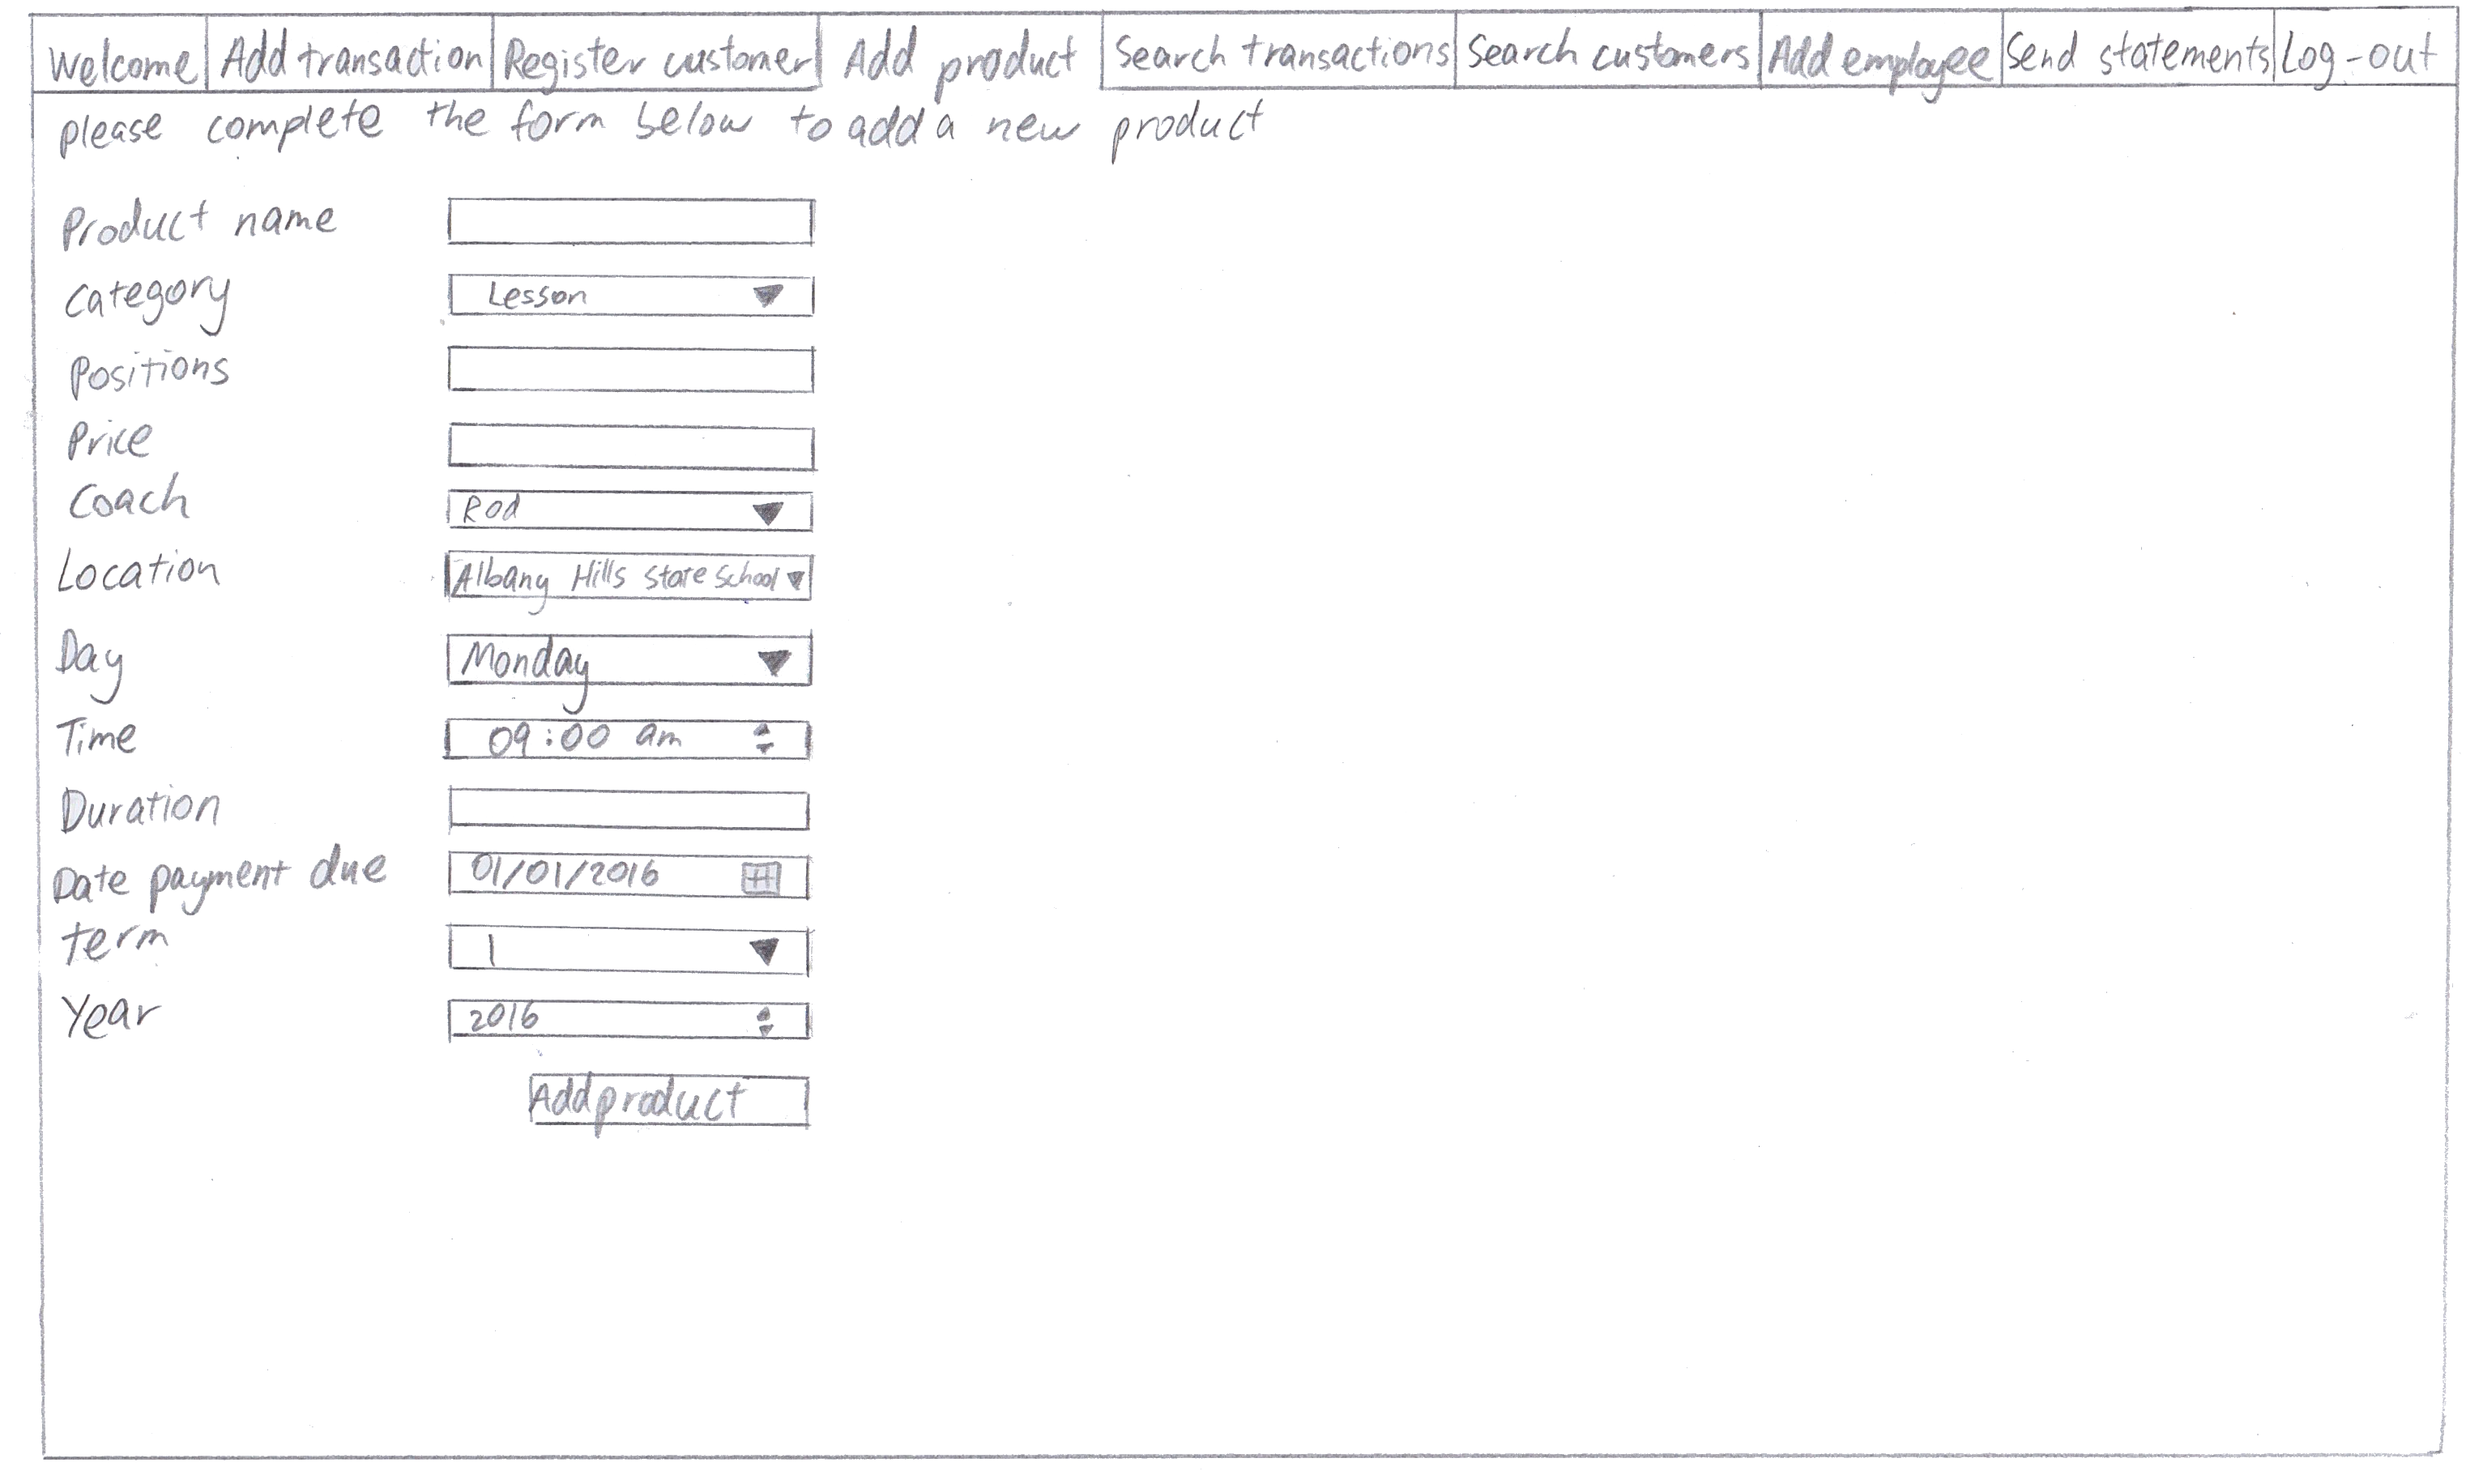 Welcome Add transaction Register customer Add product Search transactions Search customers Add employee Send statements Log-out
please complete the form below to add a new product
Product name
Category Lesson
Positions
Price
Coach Rod
Location Albany Hills State School
Day Monday
Time 09:00 am
Duration
Date payment due 01/01/2016
term 1
Year 2016
Add product